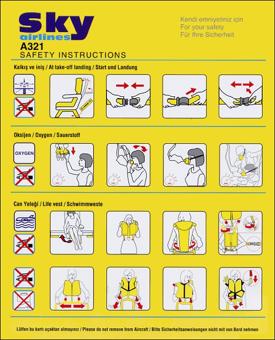 Sky
airlines
A321
SAFETY INSTRUCTIONS
Kendi emniyetiniz için
For your safety
Für Ihre Sicherheit
Kalkış ve iniş / At take-off landing / Start und Landung
Oksijen / Oxygen / Sauerstoff
OXYGEN
Can Yeleği / Life vest / Schwimmweste
Lütfen bu kartı uçaktan almayınız / Please do not remove from Aircraft / Bitte Sicherheitsanweisungen nicht mit von Bord nehmen